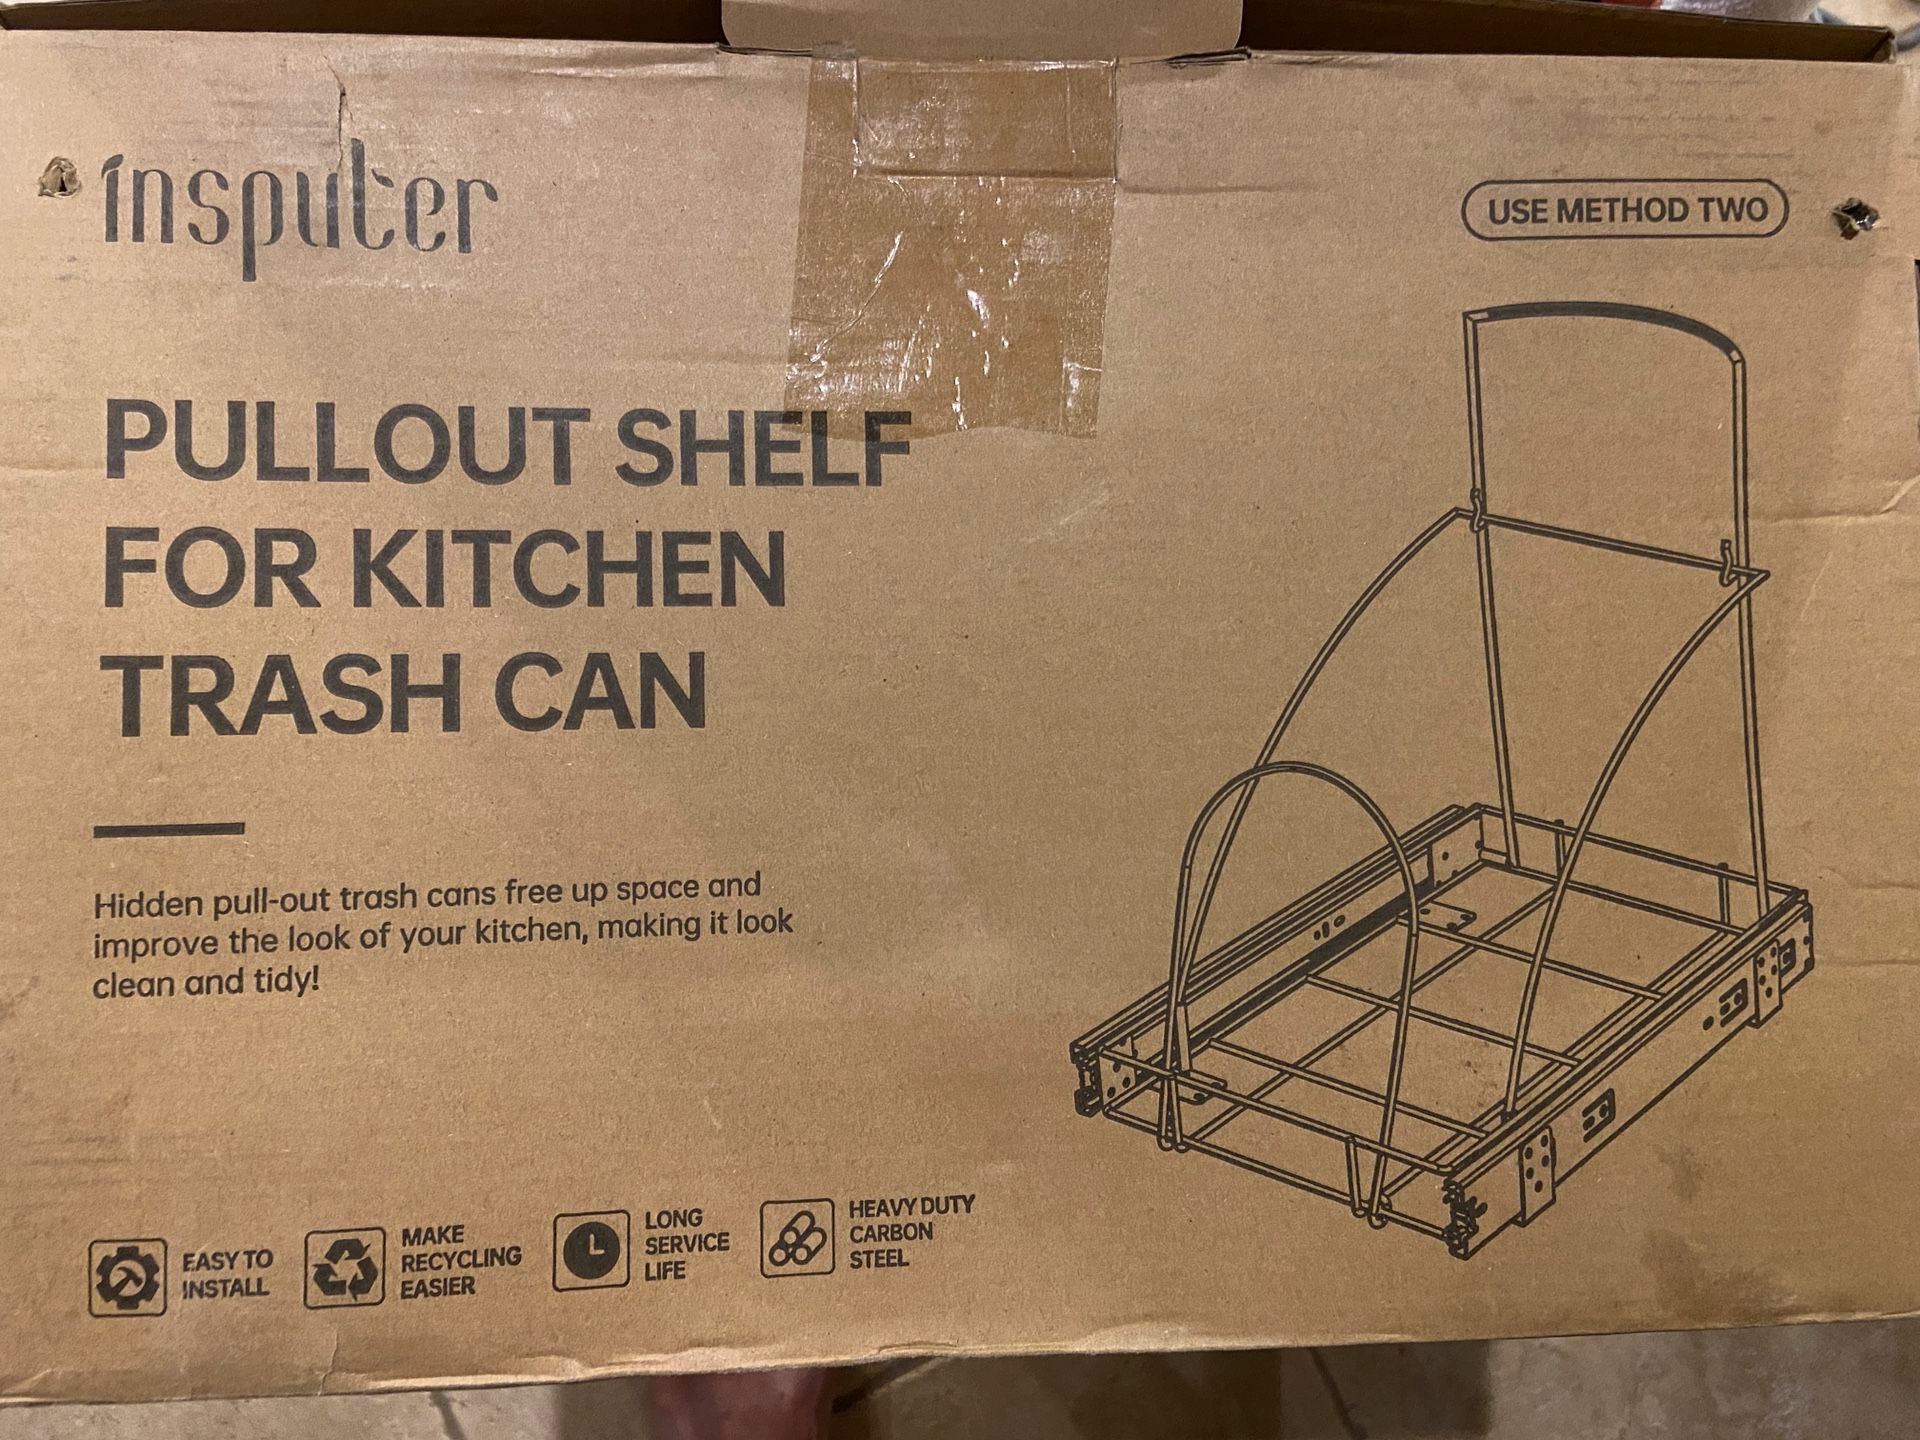 insputer
USE METHOD TWO
PULLOUT SHELF
FOR KITCHEN
TRASH CAN
Hidden pull-out trash cans free up space and
improve the look of your kitchen, making it look
clean and tidy!
EASY TO
INSTALL
MAKE
RECYCLING
EASIER
LONG
SERVICE
LIFE
HEAVY DUTY
CARBON
STEEL